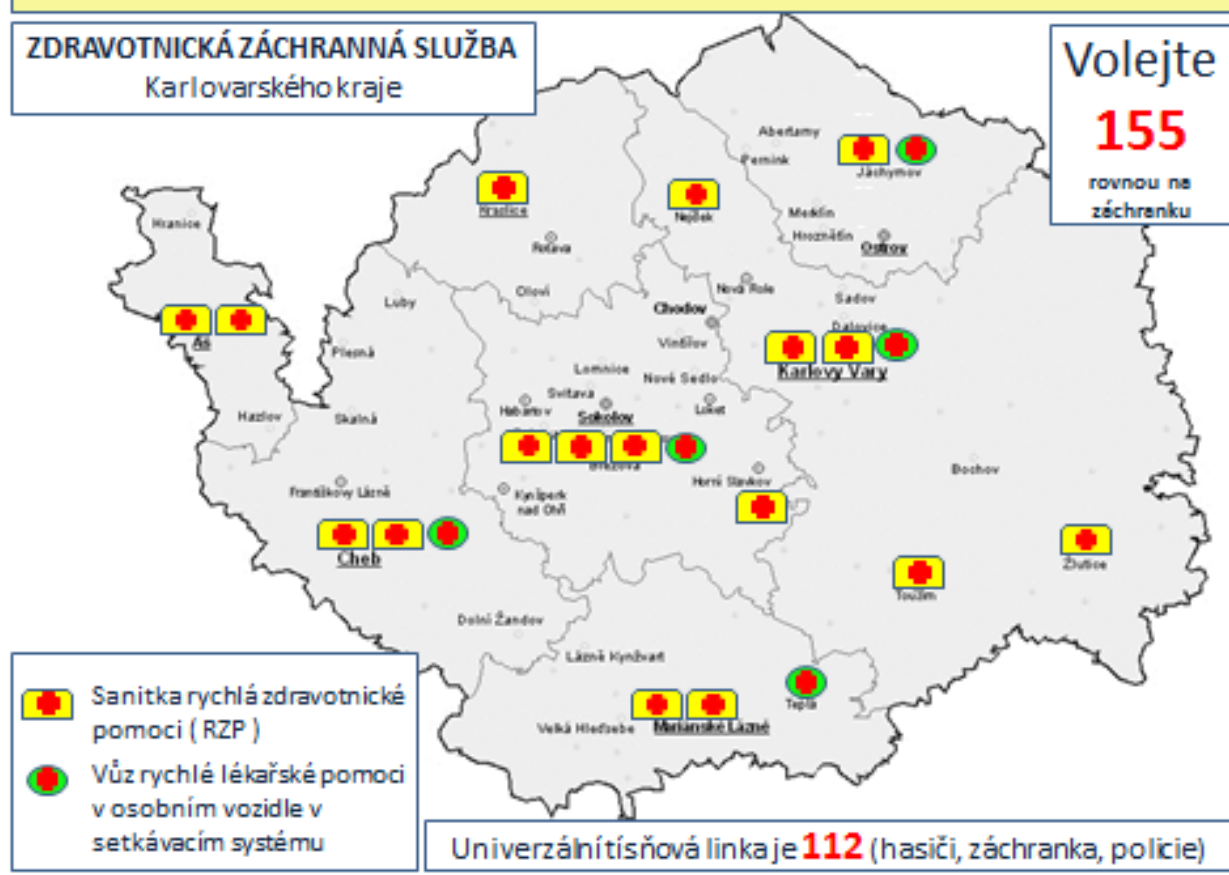 ZDRAVOTNICKÁ ZÁCHRANNÁ SLUŽBA
Karlovarského kraje
Volejte
155
rovnou na
záchranku
Abertamy
Pernink
Jáchymov
Kraslice
Nejdek
Merklín
Hranice
Hroznětín
Ostrov
Rotava
Nová Role
Oloví
Sadov
Luby
Chodov
Dalovice
Aš
Vintířov
Plesná
Lomnice
Karlovy Vary
Nové Sedlo
Svitava
Habartov
Loket
Hazlov
Skalná
Sokolov
Březová
Bochov
Horní Slavkov
Františkovy Lázně
Kynšperk
nad Ohří
Cheb
Žlutice
Toužim
Dolní Žandov
Lázně Kynžvart
Teplá
Velká Hleďsebe
Mariánské Lázně
Sanitka rychlá zdravotnické
pomoci ( RZP )
Vůz rychlé lékařské pomoci
v osobním vozidle v
setkávacím systému
Univerzální tísňová linka je 112 (hasiči, záchranka, policie)